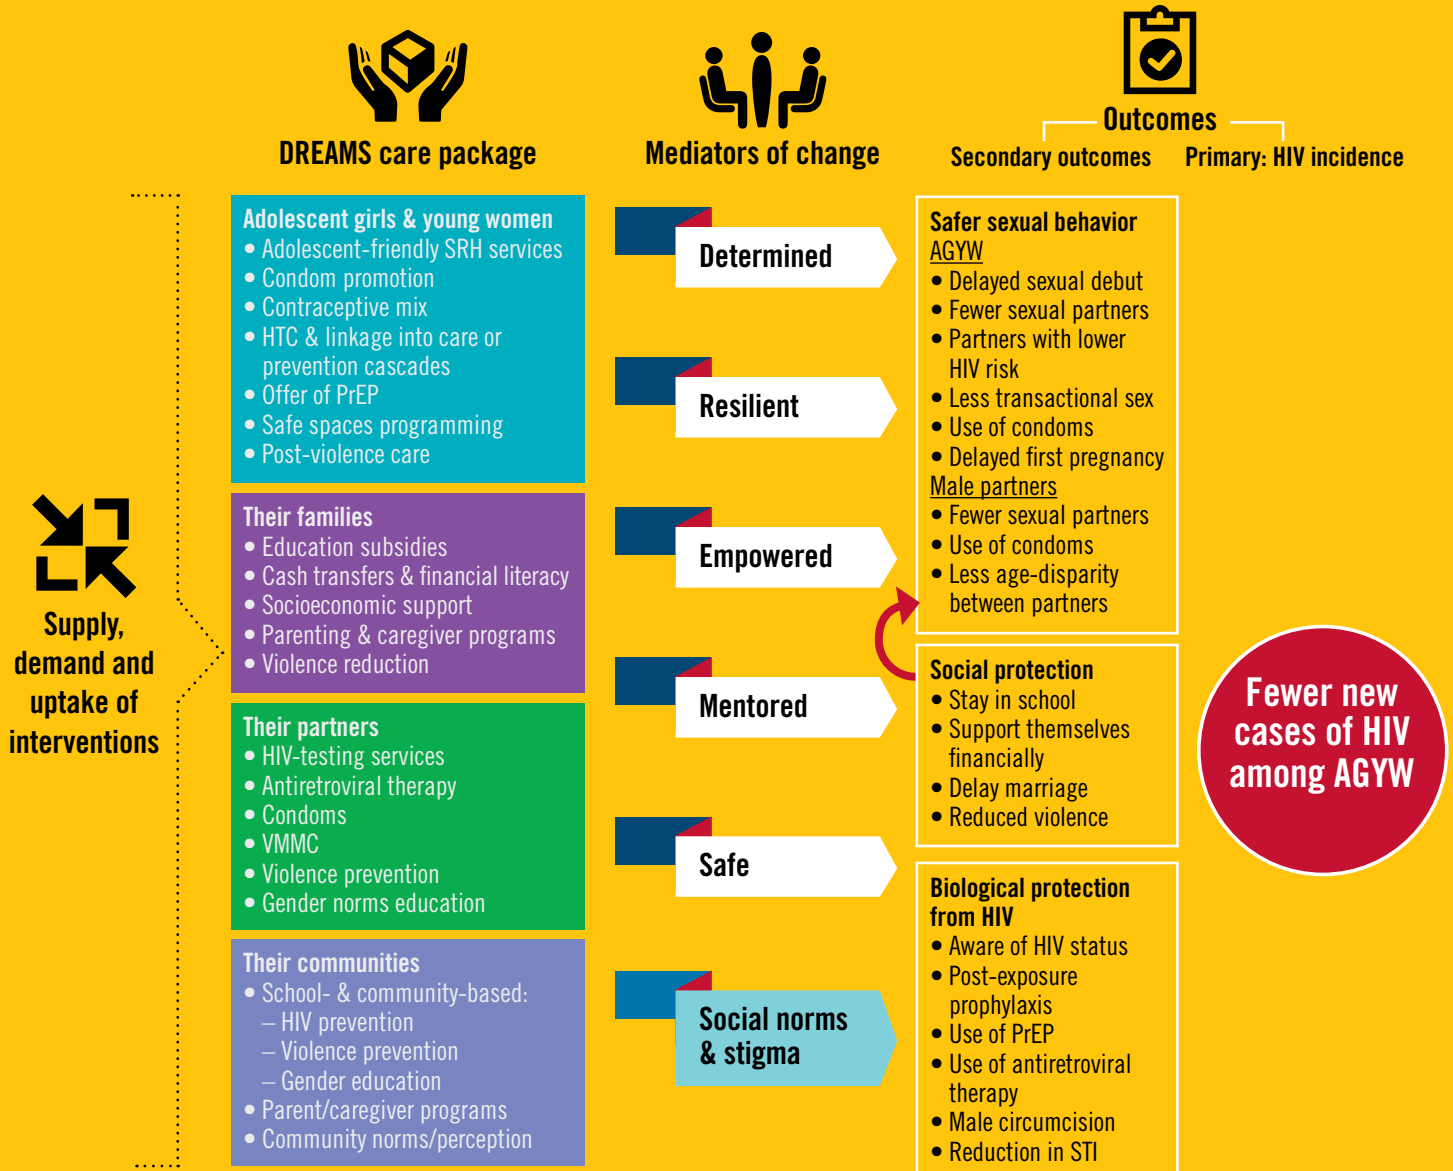 DREAMS care package
Mediators of change
Outcomes
Secondary outcomes
Primary: HIV incidence
Supply,
demand and
uptake of
interventions
Adolescent girls & young women
• Adolescent-friendly SRH services
• Condom promotion
• Contraceptive mix
• HTC & linkage into care or
prevention cascades
• Offer of PrEP
• Safe spaces programming
• Post-violence care
Their families
• Education subsidies
• Cash transfers & financial literacy
• Socioeconomic support
• Parenting & caregiver programs
• Violence reduction
Their partners
• HIV-testing services
• Antiretroviral therapy
• Condoms
• VMMC
• Violence prevention
• Gender norms education
Their communities
• School- & community-based:
– HIV prevention
– Violence prevention
– Gender education
• Parent/caregiver programs
• Community norms/perception
Determined
Resilient
Empowered
Mentored
Safe
Social norms
& stigma
Safer sexual behavior
AGYW
• Delayed sexual debut
• Fewer sexual partners
• Partners with lower
HIV risk
• Less transactional sex
• Use of condoms
• Delayed first pregnancy
Male partners
• Fewer sexual partners
• Use of condoms
• Less age-disparity
between partners
Social protection
• Stay in school
• Support themselves
financially
• Delay marriage
• Reduced violence
Biological protection
from HIV
• Aware of HIV status
• Post-exposure
prophylaxis
• Use of PrEP
• Use of antiretroviral
therapy
• Male circumcision
• Reduction in STI
Fewer new
cases of HIV
among AGYW